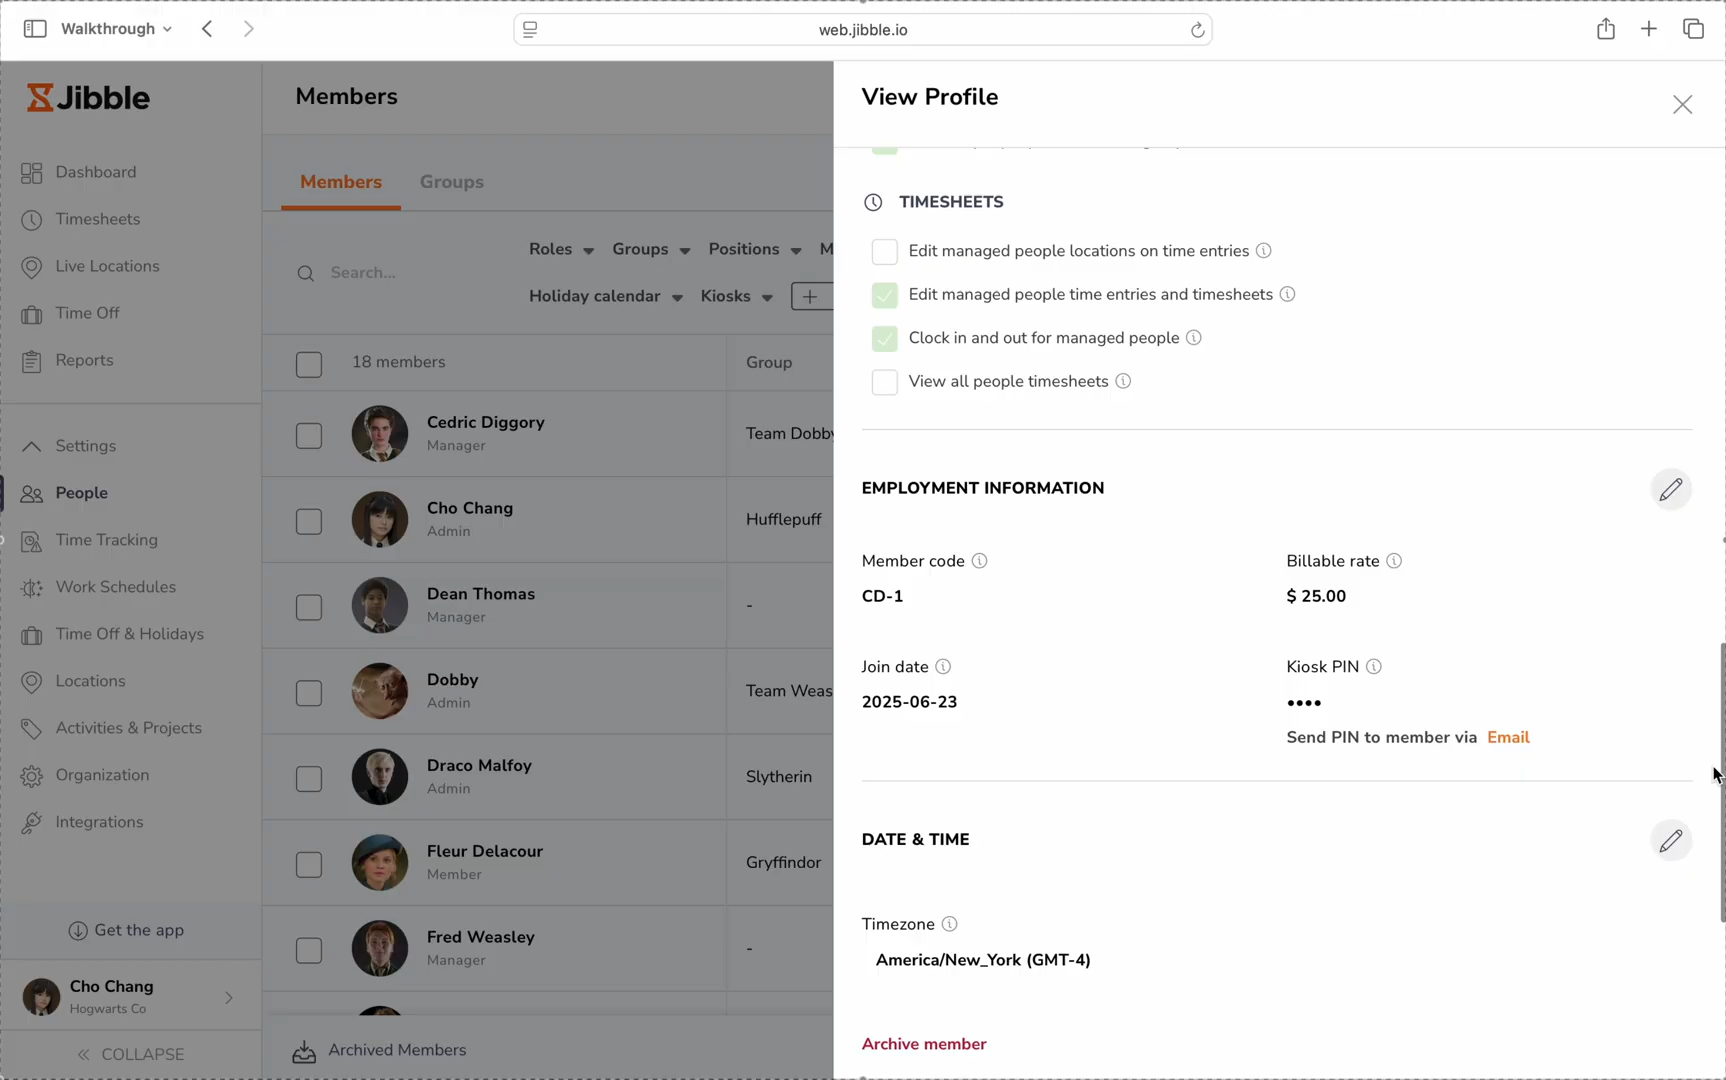 Walkthrough
web.jibble.io
Jibble
Dashboard
Timesheets
Live Locations
Time Off
Reports
Settings
People
Time Tracking
Work Schedules
Time Off & Holidays
Locations
Activities & Projects
Organization
Integrations
Get the app
Cho Chang
Hogwarts Co
COLLAPSE
Members
Members Groups
Search...
Roles Groups Positions M
Holiday calendar Kiosks
18 members Group
Cedric Diggory
Manager
Team Dobby
Cho Chang
Admin
Hufflepuff
Dean Thomas
Manager
-
Dobby
Admin
Team Weas
Draco Malfoy
Admin
Slytherin
Fleur Delacour
Member
Gryffindor
Fred Weasley
Manager
-
Archived Members
View Profile
TIMESHEETS
Edit managed people locations on time entries
Edit managed people time entries and timesheets
Clock in and out for managed people
View all people timesheets
EMPLOYMENT INFORMATION
Member code
CD-1
Billable rate
$ 25.00
Join date
2025-06-23
Kiosk PIN
••••
Send PIN to member via Email
DATE & TIME
Timezone
America/New_York (GMT-4)
Archive member